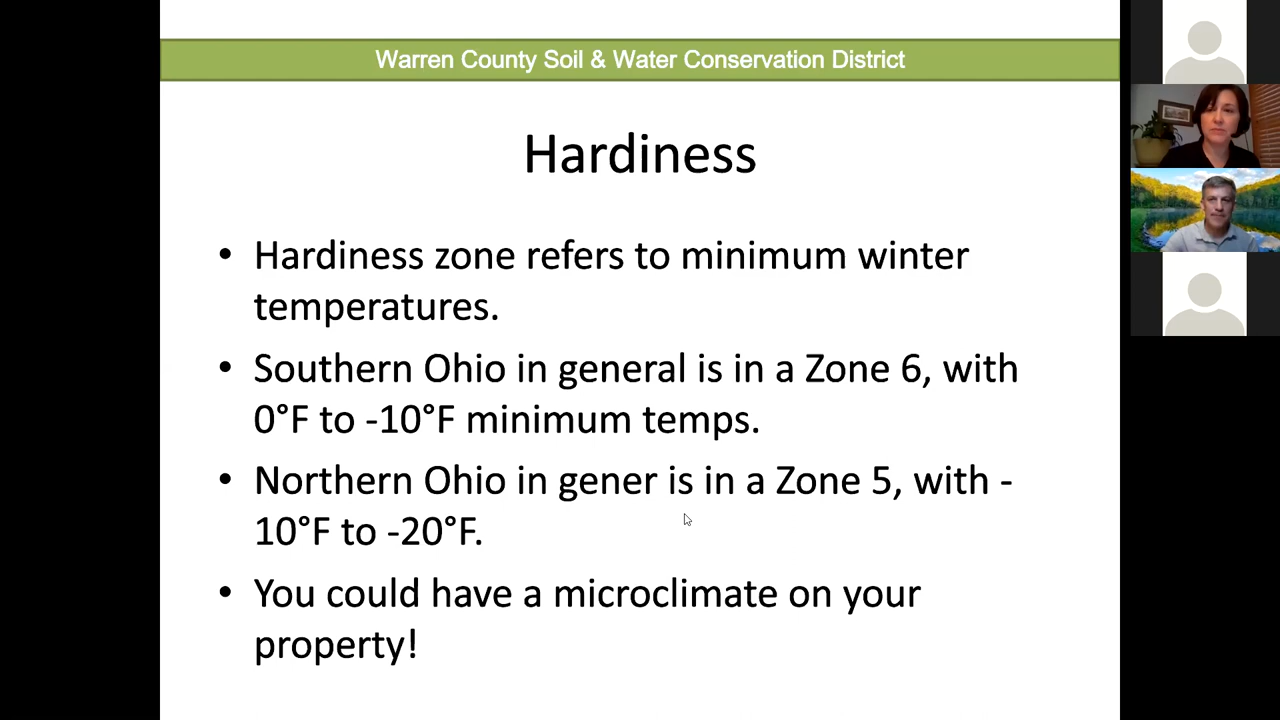 Warren County Soil & Water Conservation District
Hardiness
• Hardiness zone refers to minimum winter
temperatures.
• Southern Ohio in general is in a Zone 6, with
0°F to -10°F minimum temps.
• Northern Ohio in gener is in a Zone 5, with -
10°F to -20°F.
• You could have a microclimate on your
property!